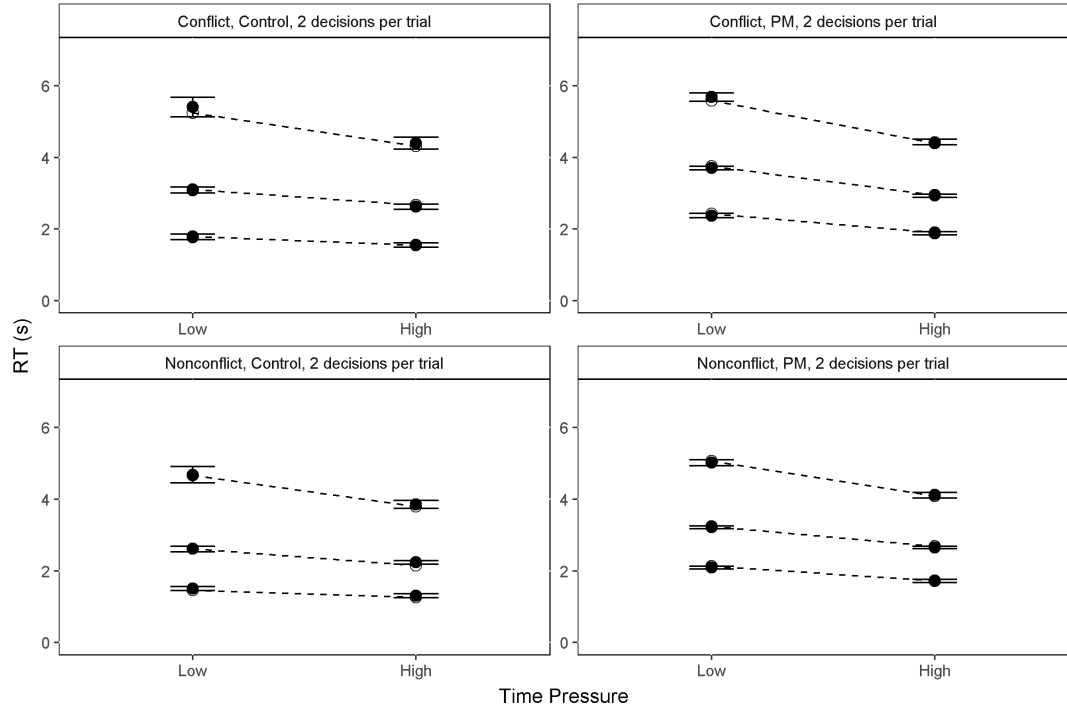 Conflict, Control, 2 decisions per trial
Conflict, PM, 2 decisions per trial
6
4
2
0
6
4
2
0
Low
High
Low
High
RT (s)
Nonconflict, Control, 2 decisions per trial
Nonconflict, PM, 2 decisions per trial
6
4
2
0
6
4
2
0
Low
High
Low
High
Time Pressure